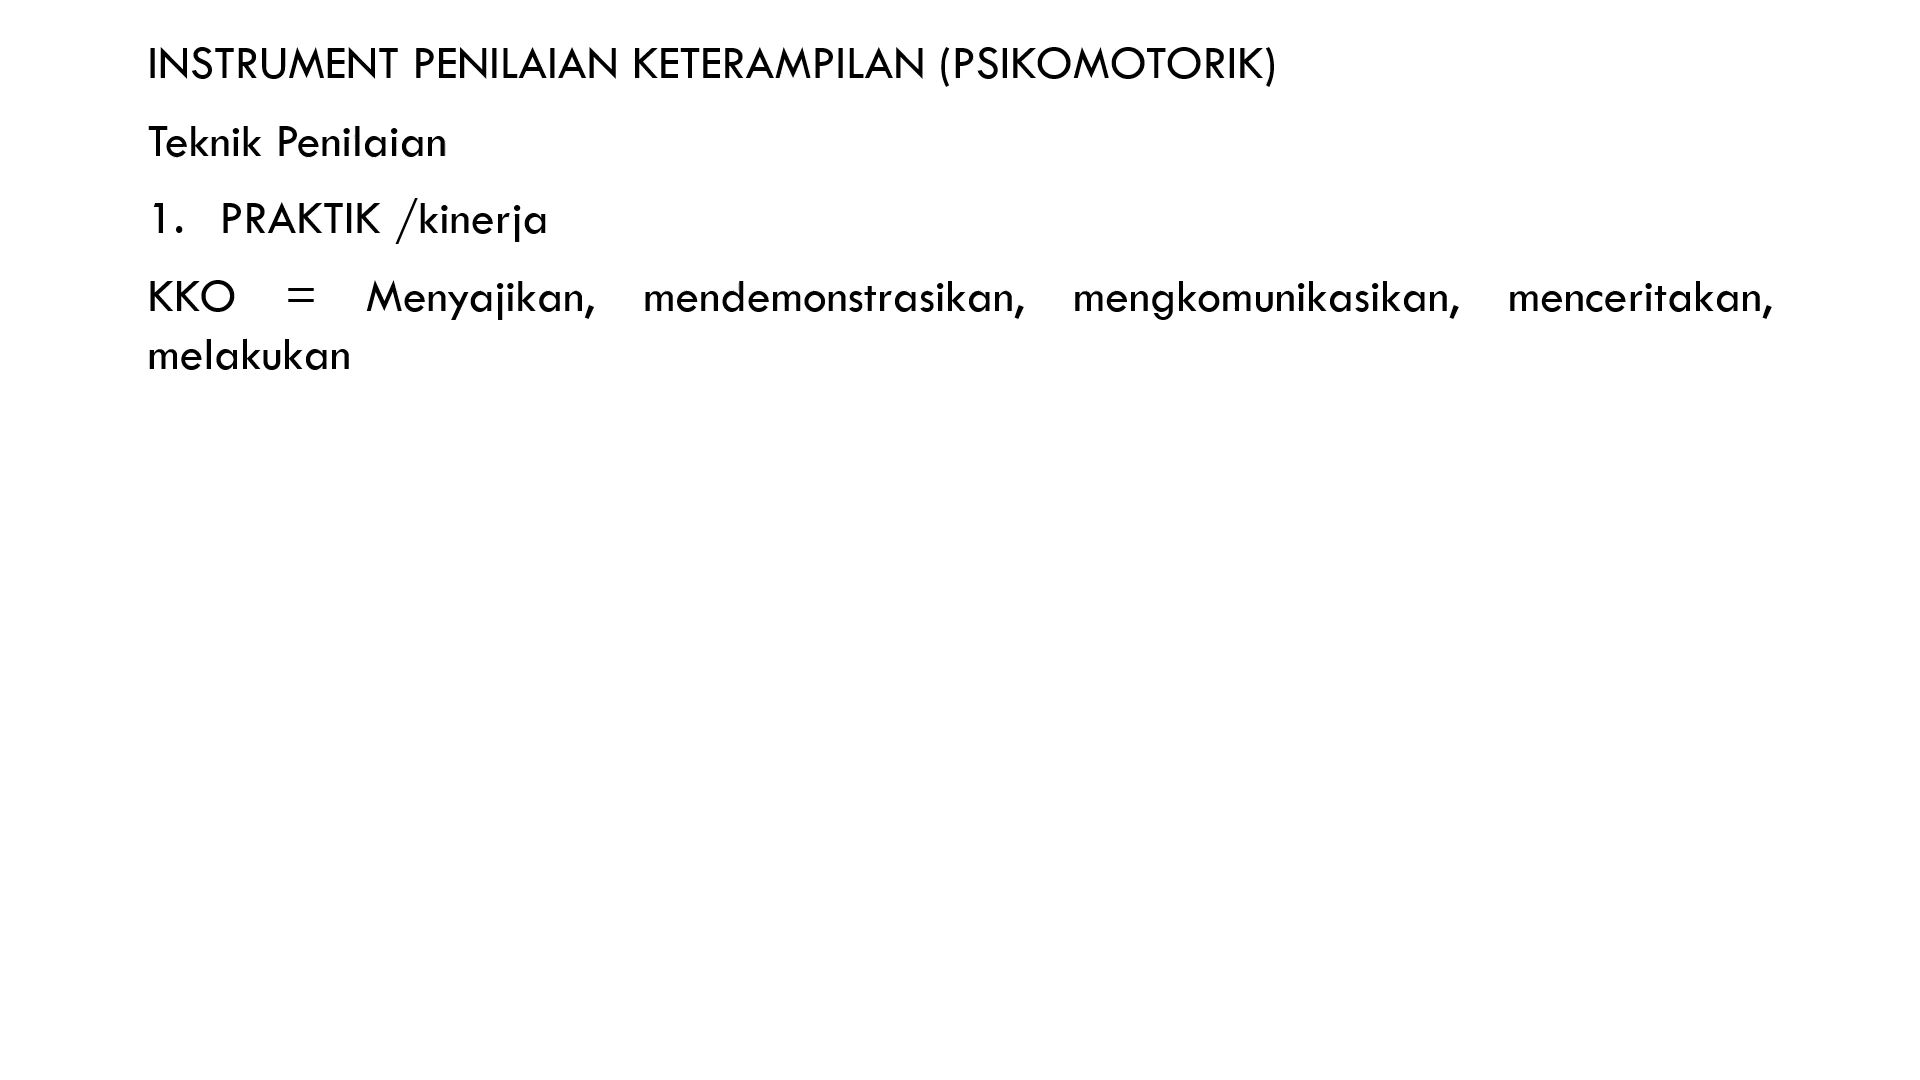 INSTRUMENT PENILAIAN KETERAMPILAN (PSIKOMOTORIK)
Teknik Penilaian
1. PRAKTIK /kinerja
KKO = Menyajikan, mendemonstrasikan, mengkomunikasikan, menceritakan,
melakukan